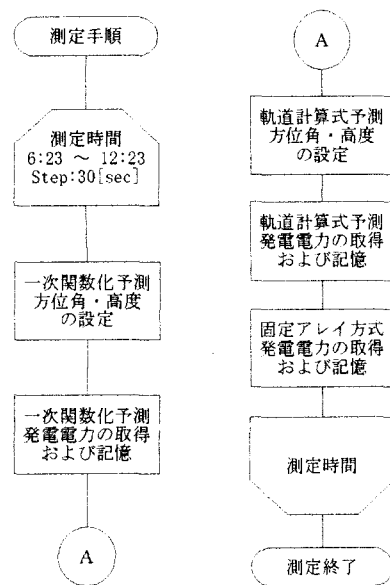 測定手順
測定時間
6:23 ~ 12:23
Step:30[sec]
一次関数化予測
方位角・高度
の設定
一次関数化予測
発電電力の取得
および記憶
A
A
軌道計算式予測
方位角・高度
の設定
軌道計算式予測
発電電力の取得
および記憶
固定アレイ方式
発電電力の取得
および記憶
測定時間
測定終了